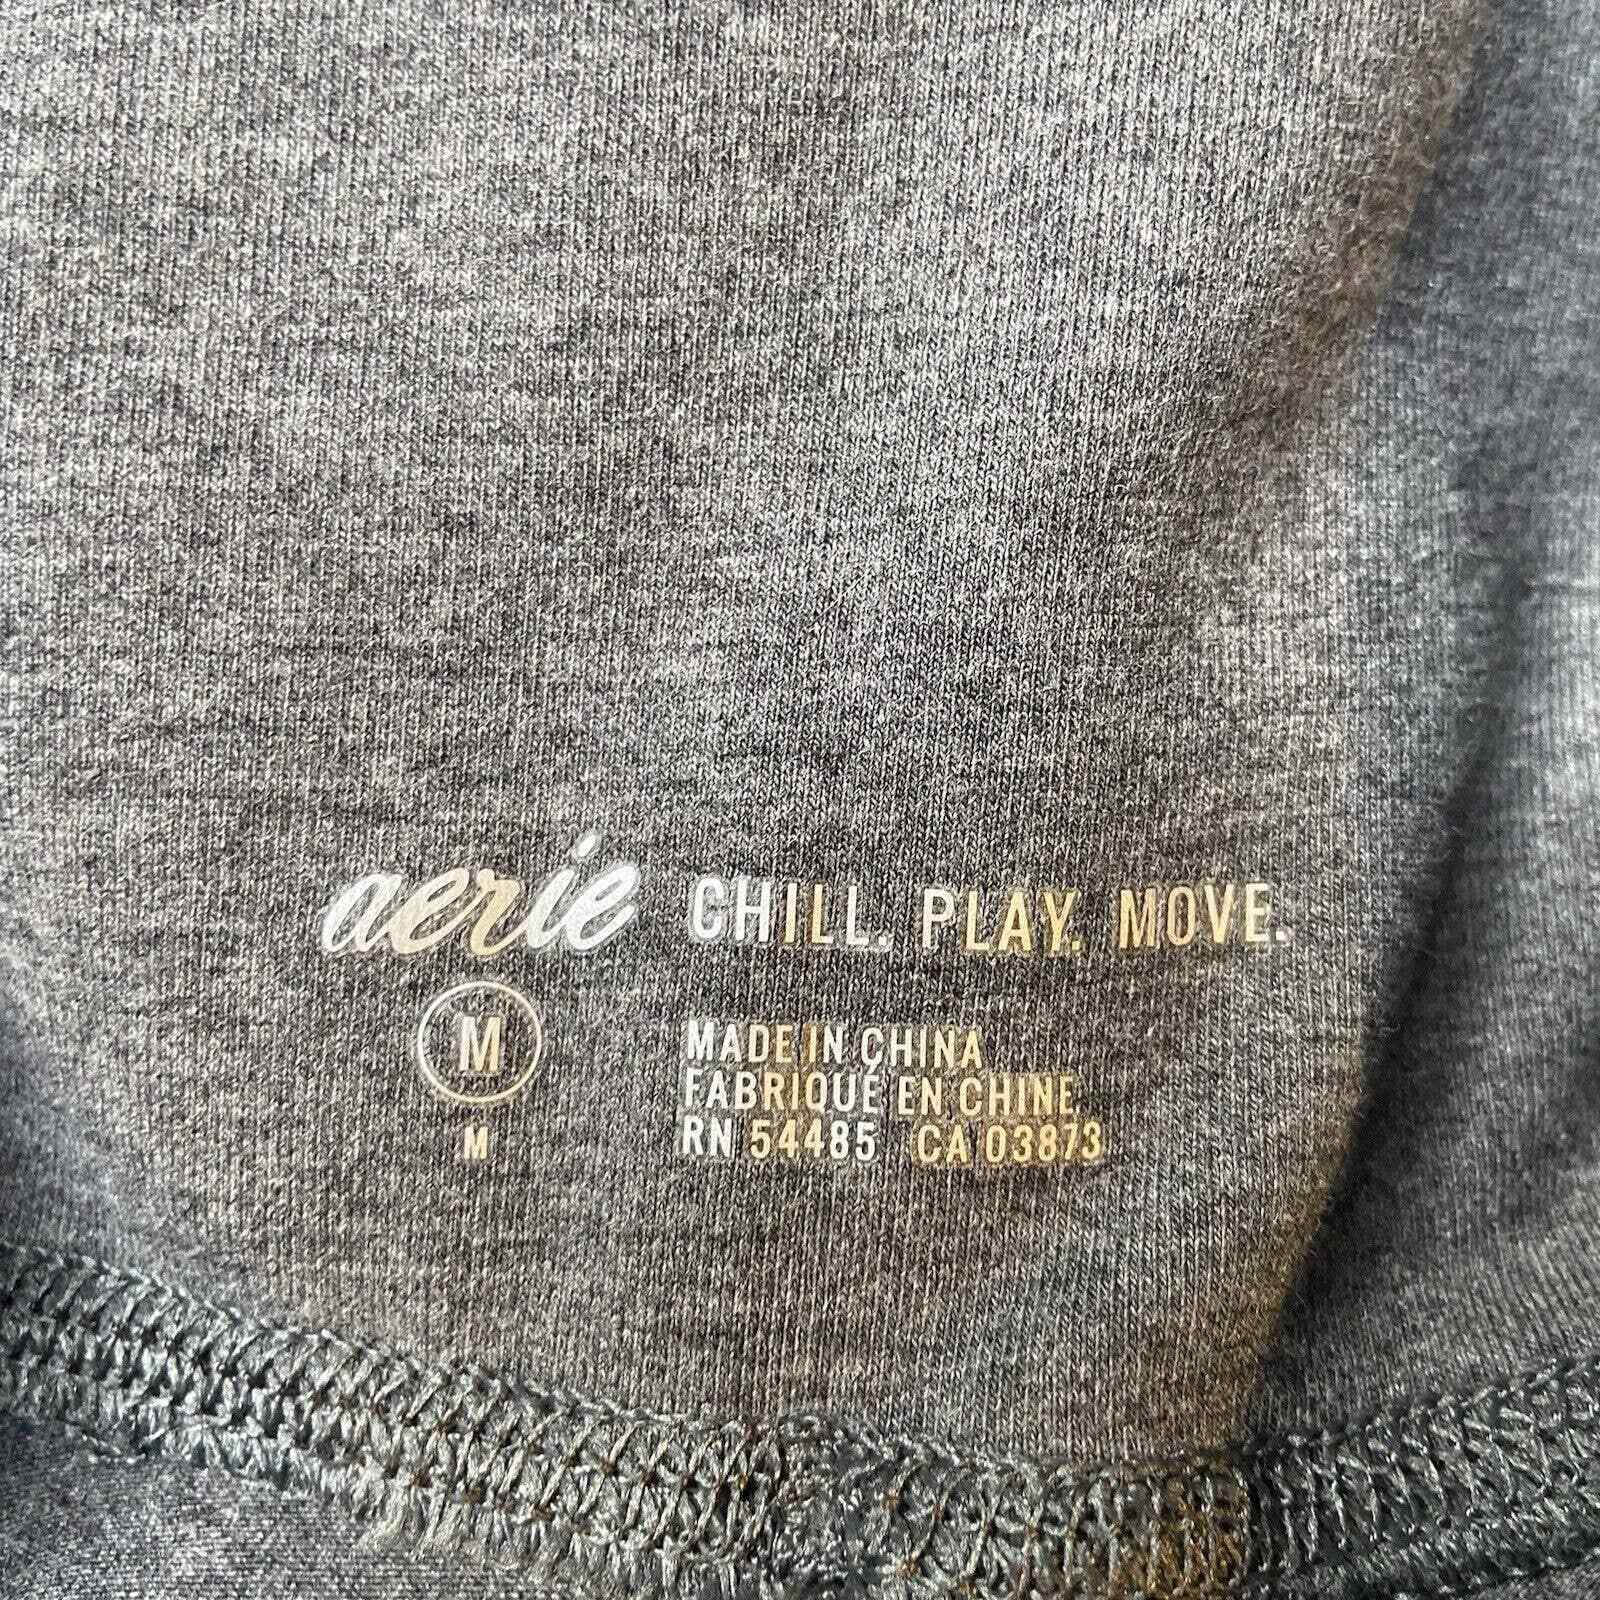 aerie CHILL. PLAY. MOVE.
M
M
MADE IN CHINA
FABRIQUÉ EN CHINE
RN 54485 CA 03873